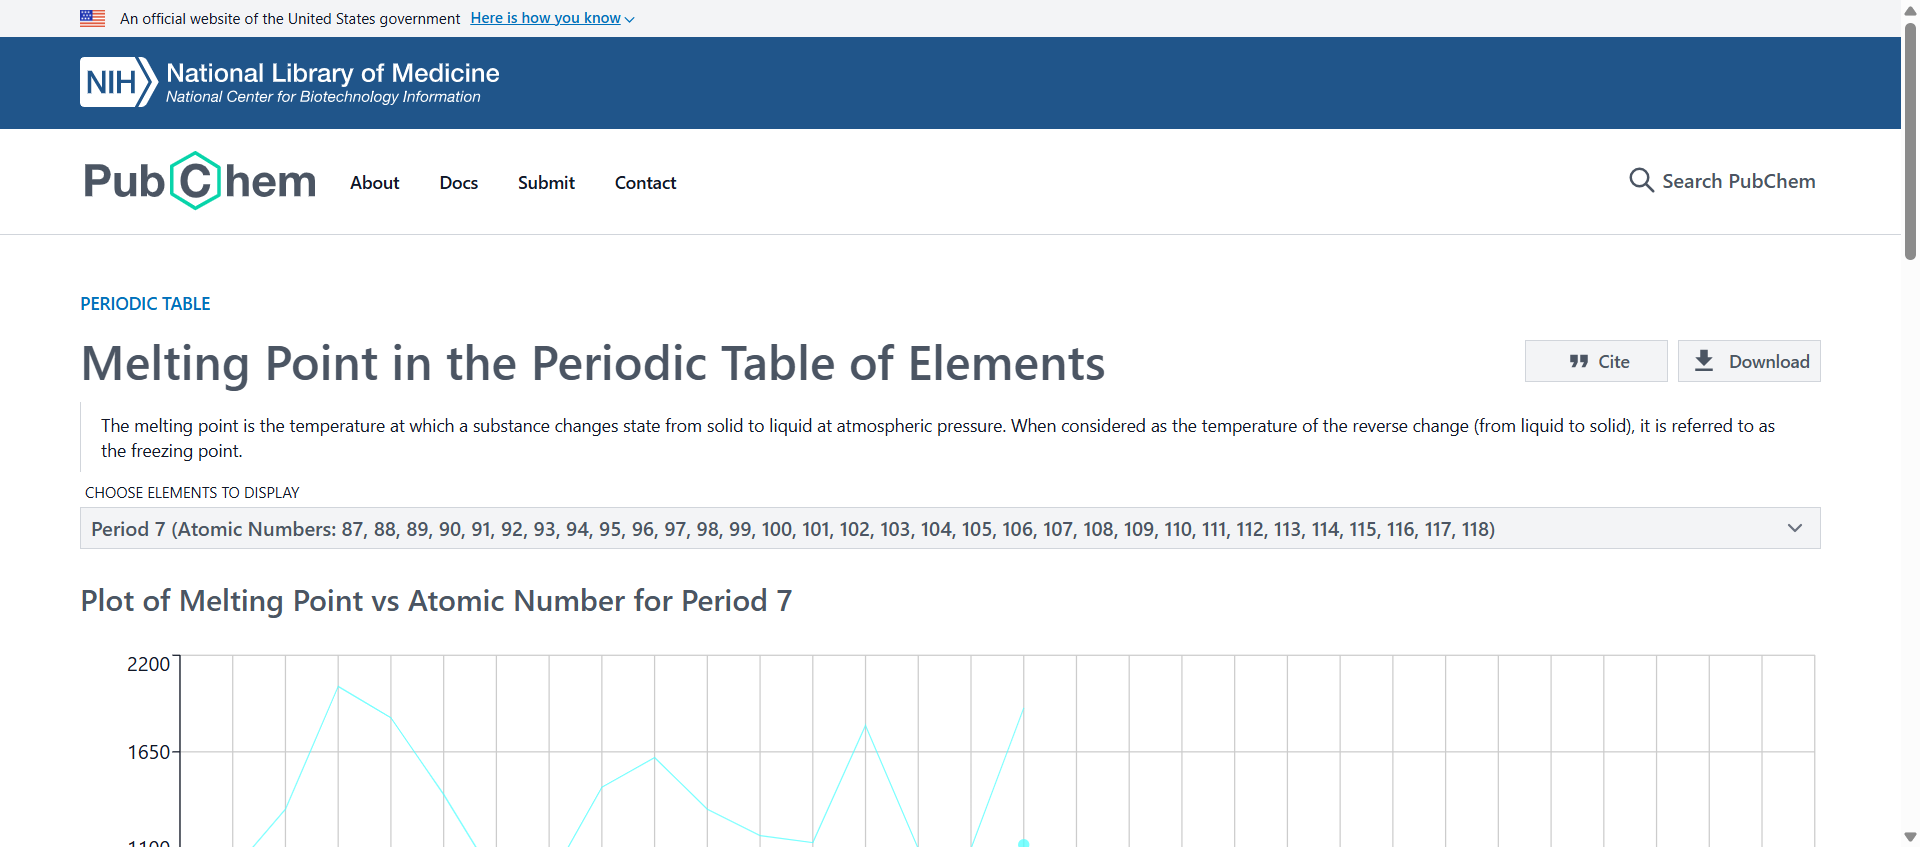 An official website of the United States government Here is how you know
NIH National Library of Medicine
National Center for Biotechnology Information
PubChem About Docs Submit Contact Search PubChem
PERIODIC TABLE
Melting Point in the Periodic Table of Elements
Cite Download
The melting point is the temperature at which a substance changes state from solid to liquid at atmospheric pressure. When considered as the temperature of the reverse change (from liquid to solid), it is referred to as
the freezing point.
CHOOSE ELEMENTS TO DISPLAY
Period 7 (Atomic Numbers: 87, 88, 89, 90, 91, 92, 93, 94, 95, 96, 97, 98, 99, 100, 101, 102, 103, 104, 105, 106, 107, 108, 109, 110, 111, 112, 113, 114, 115, 116, 117, 118)
Plot of Melting Point vs Atomic Number for Period 7
2200
1650
1100